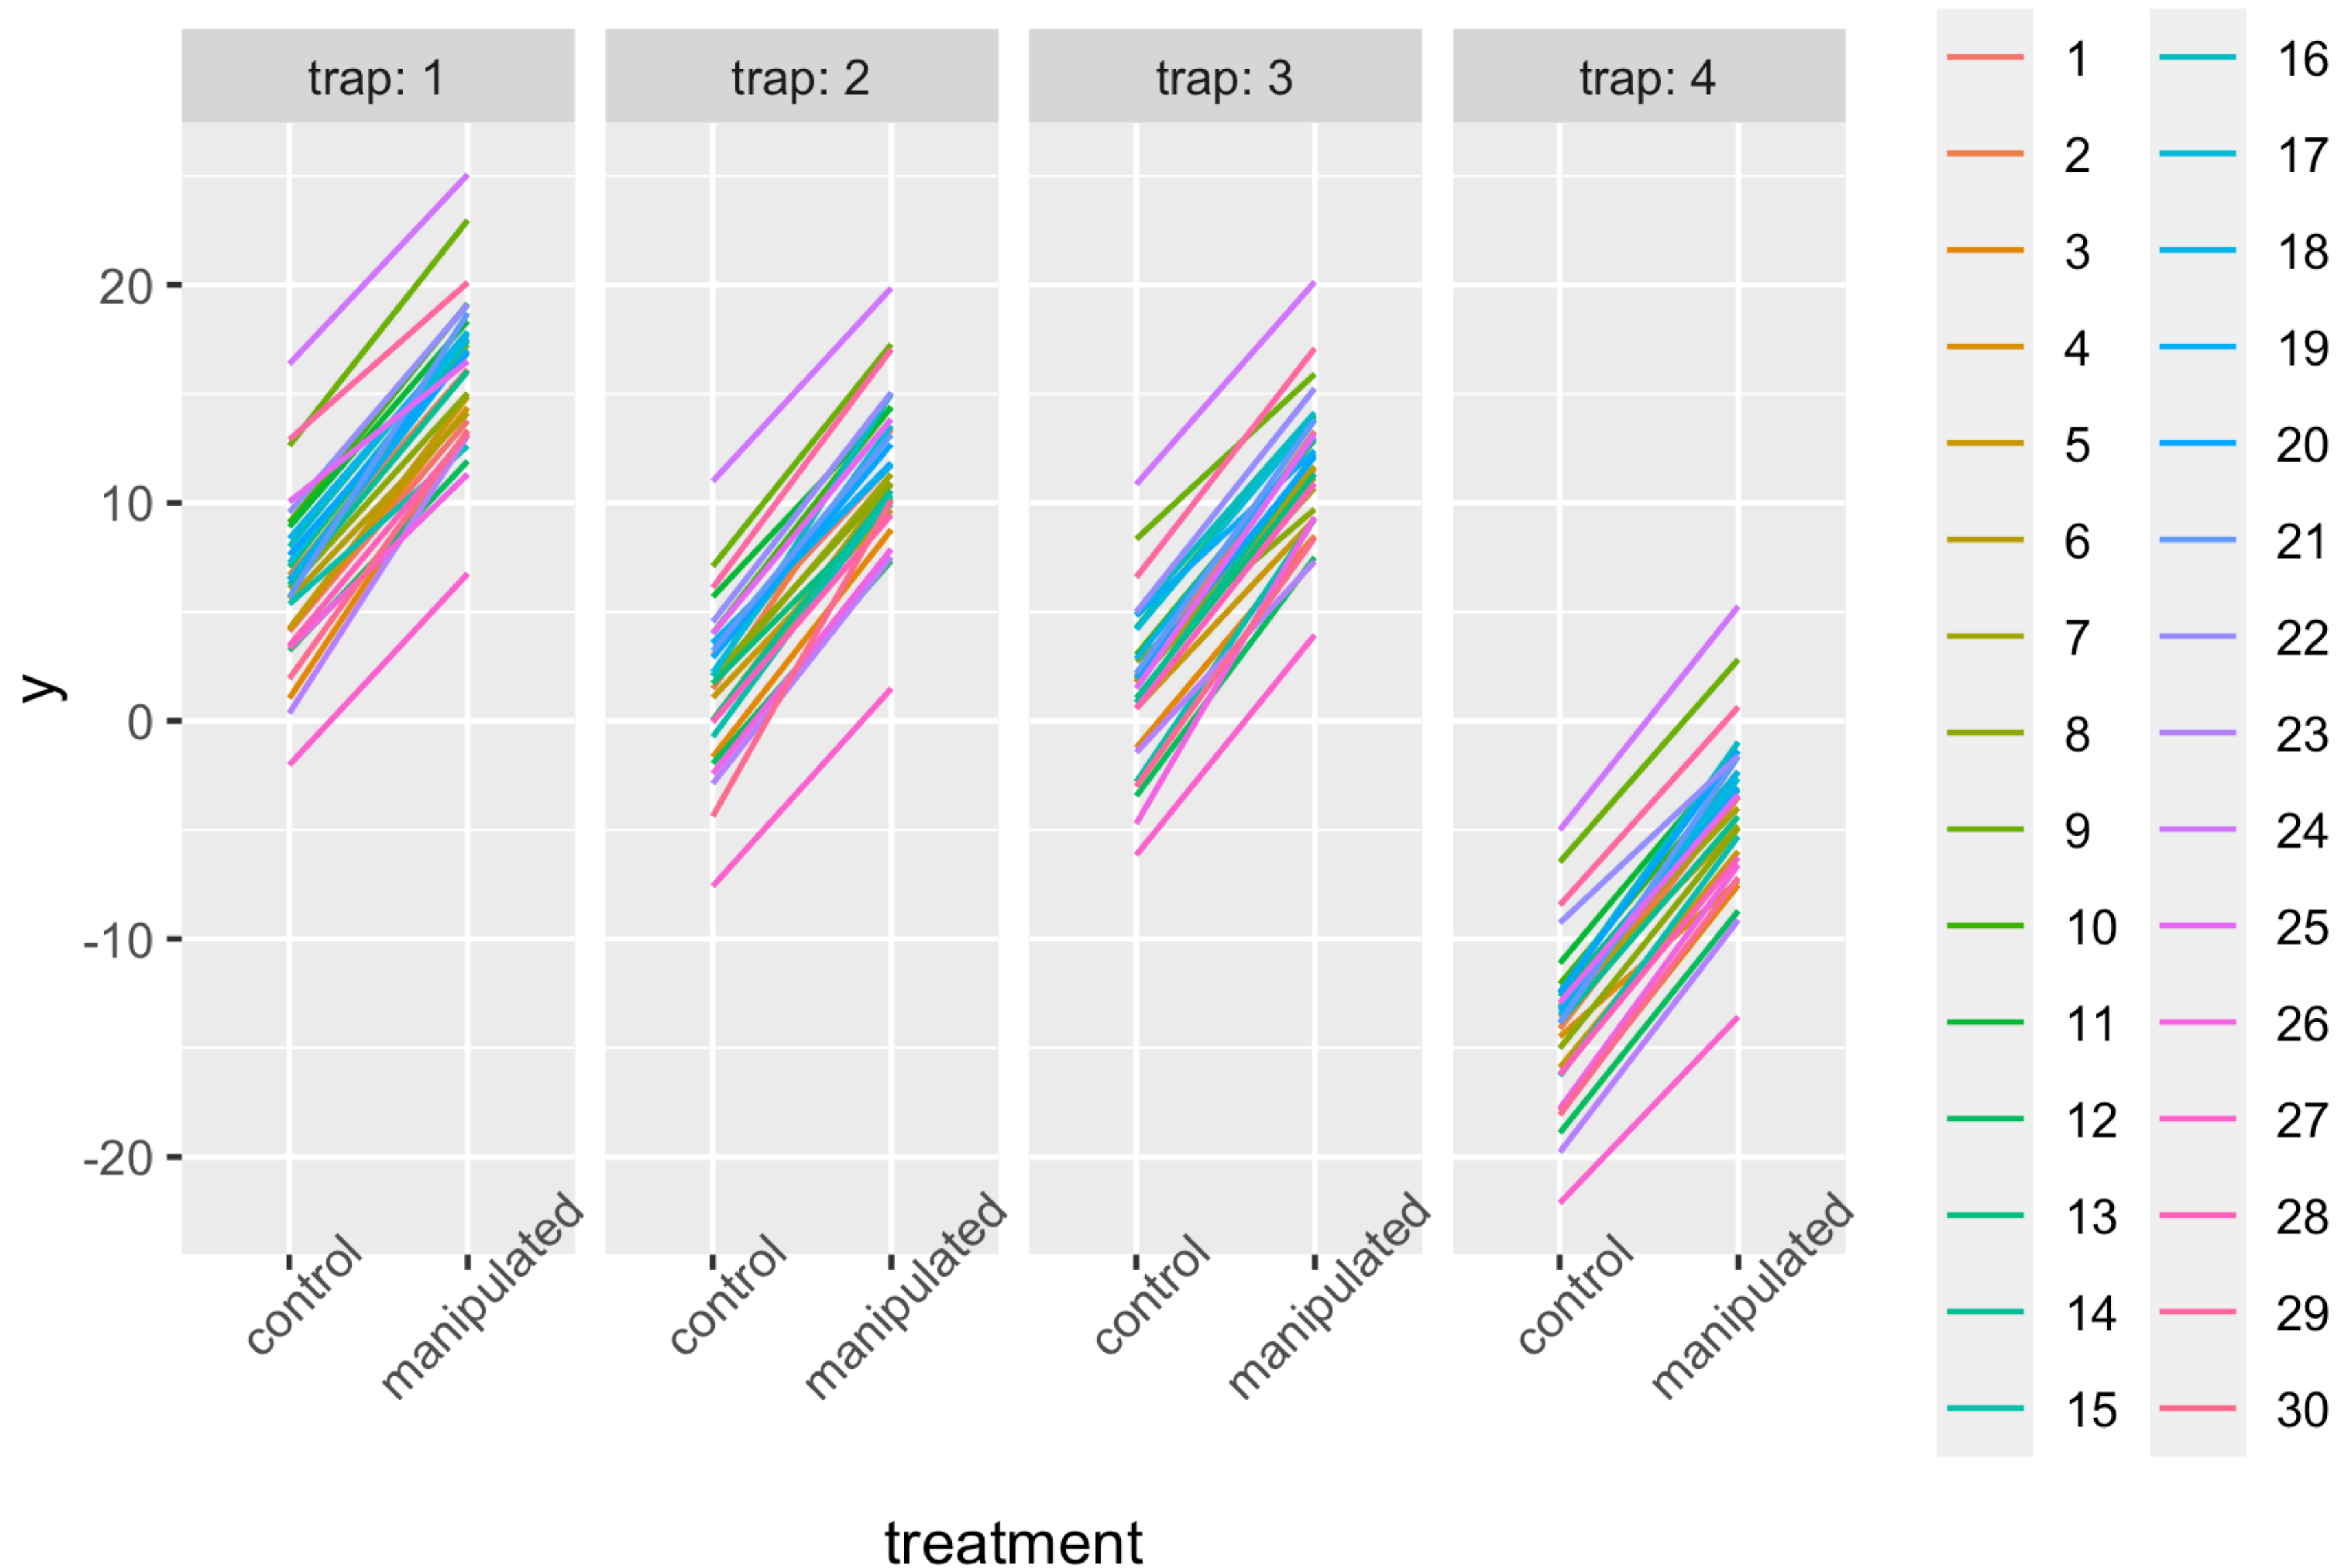 trap: 1
trap: 2
trap: 3
trap: 4
20
10
0
-10
-20
y
control
manipulated
control
manipulated
control
manipulated
control
manipulated
treatment
1
2
3
4
5
6
7
8
9
10
11
12
13
14
15
16
17
18
19
20
21
22
23
24
25
26
27
28
29
30